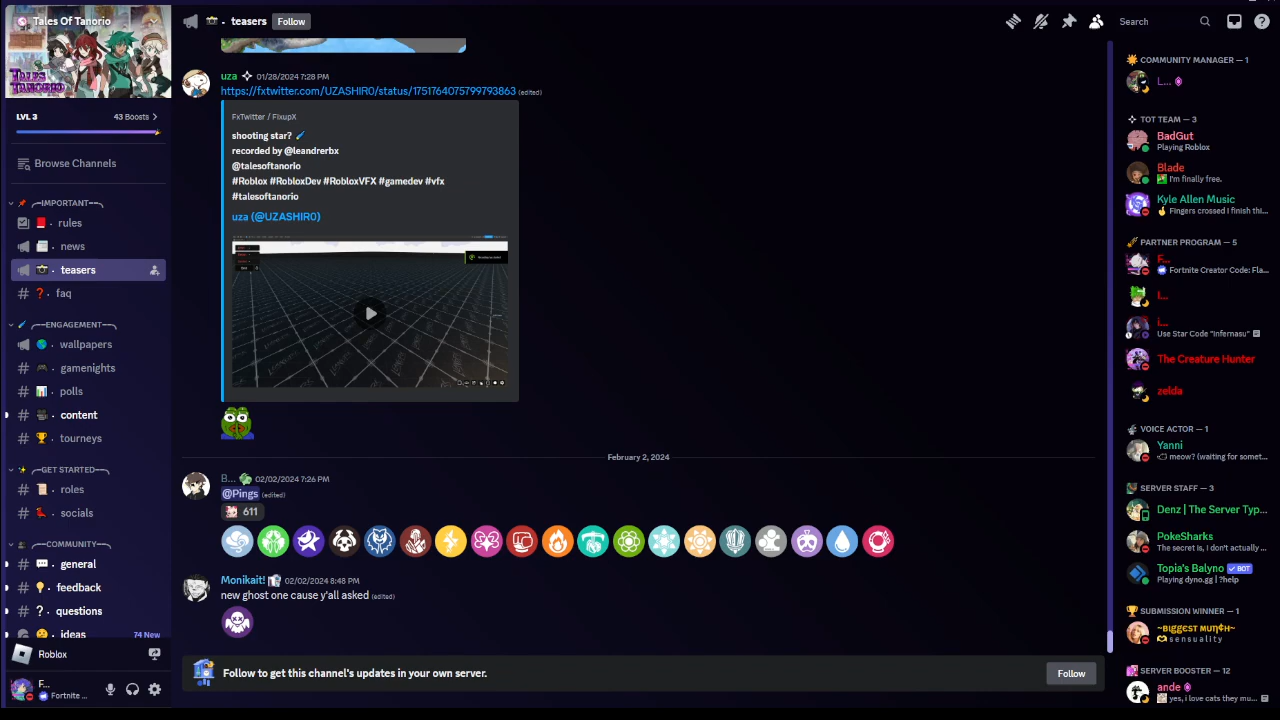 Tales Of Tanorio
TALES TANORIO
LVL 3
43 Boosts
Browse Channels
IMPORTANT
rules
news
teasers
faq
ENGAGEMENT
wallpapers
gamenights
polls
content
tourneys
GET STARTED
roles
socials
COMMUNITY
general
feedback
questions
ideas
74 New
Roblox
F...
Fortnite ...
teasers
Follow
Search
uza 01/28/2024 7:28 PM
https://fxtwitter.com/UZASHIR0/status/1751764075799793863 (edited)
FxTwitter / FixupX
shooting star?
recorded by @leandrerbx
@talesoftanorio
#Roblox #RobloxDev #RobloxVFX #gamedev #vfx
#talesoftanorio
uza (@UZASHIR0)
February 2, 2024
B... 02/02/2024 7:26 PM
@Pings (edited)
611
Monikait! 02/02/2024 8:48 PM
new ghost one cause y'all asked (edited)
Follow to get this channel's updates in your own server.
Follow
COMMUNITY MANAGER — 1
L...
TOT TEAM — 3
BadGut
Playing Roblox
Blade
I'm finally free.
Kyle Allen Music
Fingers crossed I finish thi...
PARTNER PROGRAM — 5
F...
Fortnite Creator Code: Fla...
I...
i...
Use Star Code "Infernasu"
The Creature Hunter
zelda
VOICE ACTOR — 1
Yanni
meow? (waiting for somet...
SERVER STAFF — 3
Denz | The Server Typ...
PokeSharks
The secret is, I don't actually ...
Topia's Balyno BOT
Playing dyno.gg | ?help
SUBMISSION WINNER — 1
~BIGGEST MUN¢H~
sensuality
SERVER BOOSTER — 12
ande
yes, i love cats they mu...